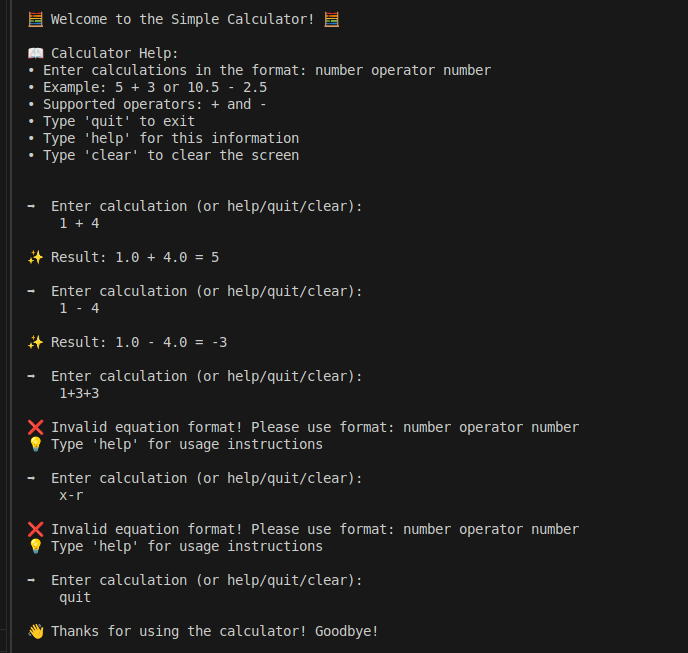 🧮 Welcome to the Simple Calculator! 🧮
📖 Calculator Help:
• Enter calculations in the format: number operator number
• Example: 5 + 3 or 10.5 - 2.5
• Supported operators: + and -
• Type 'quit' to exit
• Type 'help' for this information
• Type 'clear' to clear the screen
➡ Enter calculation (or help/quit/clear):
1 + 4
✨ Result: 1.0 + 4.0 = 5
➡ Enter calculation (or help/quit/clear):
1 - 4
✨ Result: 1.0 - 4.0 = -3
➡ Enter calculation (or help/quit/clear):
1+3+3
❌ Invalid equation format! Please use format: number operator number
💡 Type 'help' for usage instructions
➡ Enter calculation (or help/quit/clear):
x-r
❌ Invalid equation format! Please use format: number operator number
💡 Type 'help' for usage instructions
➡ Enter calculation (or help/quit/clear):
quit
👋 Thanks for using the calculator! Goodbye!